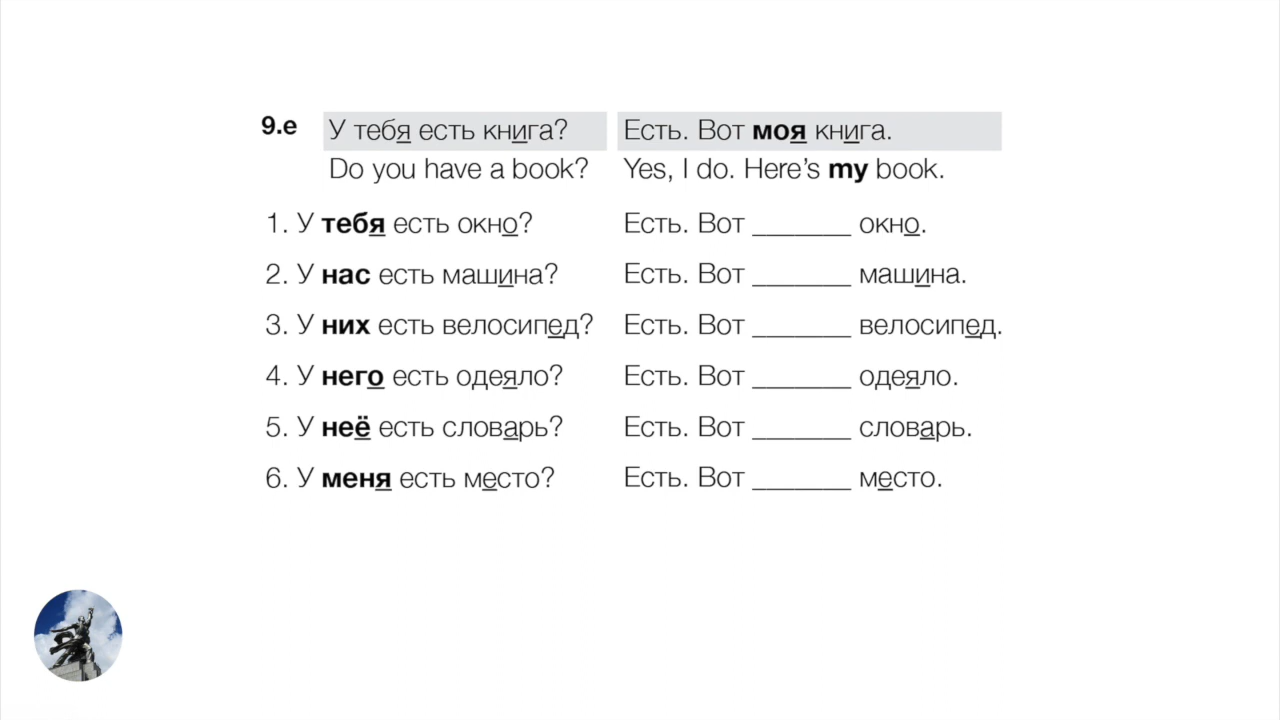 9.e У тебя есть книга? Есть. Вот моя книга.
Do you have a book? Yes, I do. Here’s my book.
1. У тебя есть окно? Есть. Вот _______ окно.
2. У нас есть машина? Есть. Вот _______ машина.
3. У них есть велосипед? Есть. Вот _______ велосипед.
4. У него есть одеяло? Есть. Вот _______ одеяло.
5. У неё есть словарь? Есть. Вот _______ словарь.
6. У меня есть место? Есть. Вот _______ место.